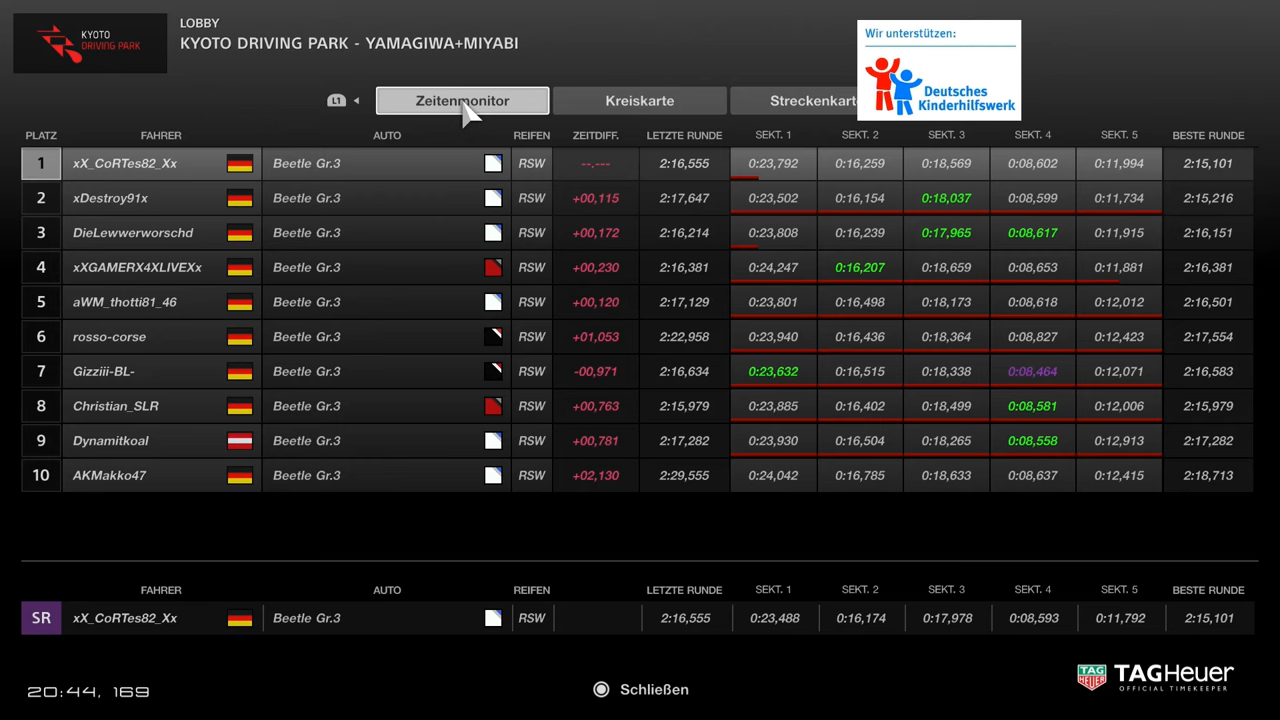 KYOTO DRIVING PARK
LOBBY
KYOTO DRIVING PARK - YAMAGIWA+MIYABI
Wir unterstützen:
Deutsches Kinderhilfswerk
L1 Zeitenmonitor Kreiskarte Streckenkart
PLATZ FAHRER AUTO REIFEN ZEITDIFF. LETZTE RUNDE SEKT. 1 SEKT. 2 SEKT. 3 SEKT. 4 SEKT. 5 BESTE RUNDE
1 xX_CoRTes82_Xx Beetle Gr.3 RSW --.--- 2:16,555 0:23,792 0:16,259 0:18,569 0:08,602 0:11,994 2:15,101
2 xDestroy91x Beetle Gr.3 RSW +00,115 2:17,647 0:23,502 0:16,154 0:18,037 0:08,599 0:11,734 2:15,216
3 DieLewwerworschd Beetle Gr.3 RSW +00,172 2:16,214 0:23,808 0:16,239 0:17,965 0:08,617 0:11,915 2:16,151
4 xXGAMERX4XLIVEXx Beetle Gr.3 RSW +00,230 2:16,381 0:24,247 0:16,207 0:18,659 0:08,653 0:11,881 2:16,381
5 aWM_thotti81_46 Beetle Gr.3 RSW +00,120 2:17,129 0:23,801 0:16,498 0:18,173 0:08,618 0:12,012 2:16,501
6 rosso-corse Beetle Gr.3 RSW +01,053 2:22,958 0:23,940 0:16,436 0:18,364 0:08,827 0:12,423 2:17,554
7 Gizziii-BL- Beetle Gr.3 RSW -00,971 2:16,634 0:23,632 0:16,515 0:18,338 0:08,464 0:12,071 2:16,583
8 Christian_SLR Beetle Gr.3 RSW +00,763 2:15,979 0:23,885 0:16,402 0:18,499 0:08,581 0:12,006 2:15,979
9 Dynamitkoal Beetle Gr.3 RSW +00,781 2:17,282 0:23,930 0:16,504 0:18,265 0:08,558 0:12,913 2:17,282
10 AKMakko47 Beetle Gr.3 RSW +02,130 2:29,555 0:24,042 0:16,785 0:18,633 0:08,637 0:12,415 2:18,713
FAHRER AUTO REIFEN LETZTE RUNDE SEKT. 1 SEKT. 2 SEKT. 3 SEKT. 4 SEKT. 5 BESTE RUNDE
SR xX_CoRTes82_Xx Beetle Gr.3 RSW 2:16,555 0:23,488 0:16,174 0:17,978 0:08,593 0:11,792 2:15,101
20:44, 169
Schließen
TAG HEUER TAGHeuer
OFFICIAL TIMEKEEPER